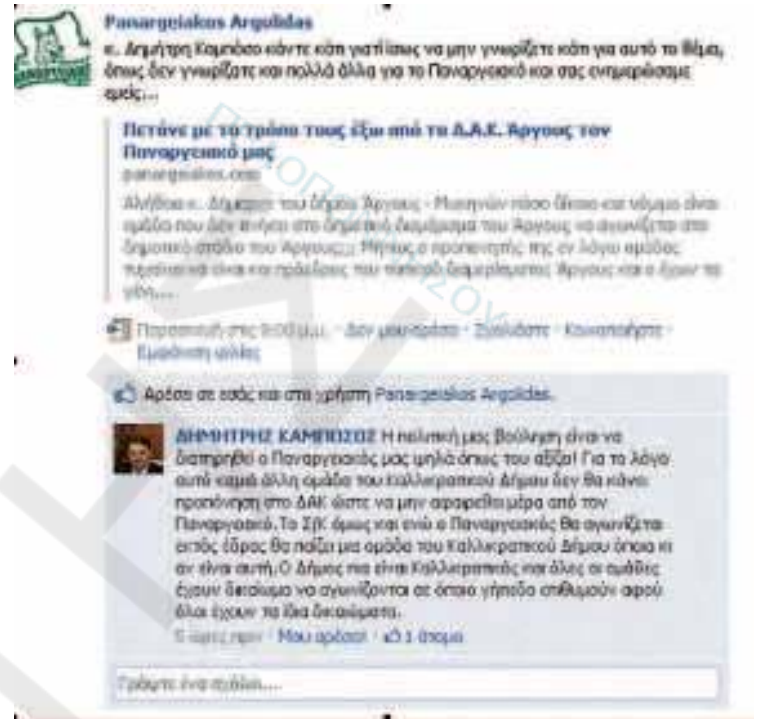 Panargeiakos Argolidas
κ. Δημήτρη Καμπόσο κάντε κάτι γιατί ίσως να μην γνωρίζετε κάτι για αυτό το θέμα,
όπως δεν γνωρίζατε και πολλά άλλα για το Παναργειακό και σας ενημερώσαμε
εμείς...
Πετάνε με το τρόπο τους έξω από το Δ.Α.Κ. Άργους τον
Παναργειακό μας
panargeiakos.com
Αλήθεια κ. Δήμαρχε του δήμου Άργους - Μυκηνών πόσο δίκαιο και νόμιμο είναι
ομάδα που δεν ανήκει στο δημοτικό διαμέρισμα του Άργους να αγωνίζεται στο
δημοτικό στάδιο του Άργους;;; Μήπως ο προπονητής της εν λόγω ομάδας
τυχαίνει να είναι και πρόεδρος του τοπικού διαμερίσματος Άργους και ο έχων τα
γένι....
Παρασκευή στις 9:00 μ.μ. · Δεν μου αρέσει · Σχολιάστε · Κοινοποιήστε ·
Εμφάνιση φιλίας
Αρέσει σε εσάς και στο χρήστη Panargeiakos Argolidas.
ΔΗΜΗΤΡΗΣ ΚΑΜΠΟΣΟΣ Η πολιτική μας βούληση είναι να
διατηρηθεί ο Παναργειακός μας ψηλά όπως του αξίζει! Για το λόγο
αυτό καμιά άλλη ομάδα του Καλλικρατικού Δήμου δεν θα κάνει
προπόνηση στο ΔΑΚ ώστε να μην αφαιρεθεί μέρα από τον
Παναργειακό. Το Σ/Κ όμως και ενώ ο Παναργειακός θα αγωνίζεται
εκτός έδρας θα παίζει μια ομάδα του Καλλικρατικού Δήμου όποια κι
αν είναι αυτή. Ο Δήμος πια είναι Καλλικρατικός και όλες οι ομάδες
έχουν δικαίωμα να αγωνίζονται σε όποιο γήπεδο επιθυμούν αφού
όλοι έχουν τα ίδια δικαιώματα.
5 ώρες πριν · Μου αρέσει! · 1 άτομο
Γράψτε ένα σχόλιο....